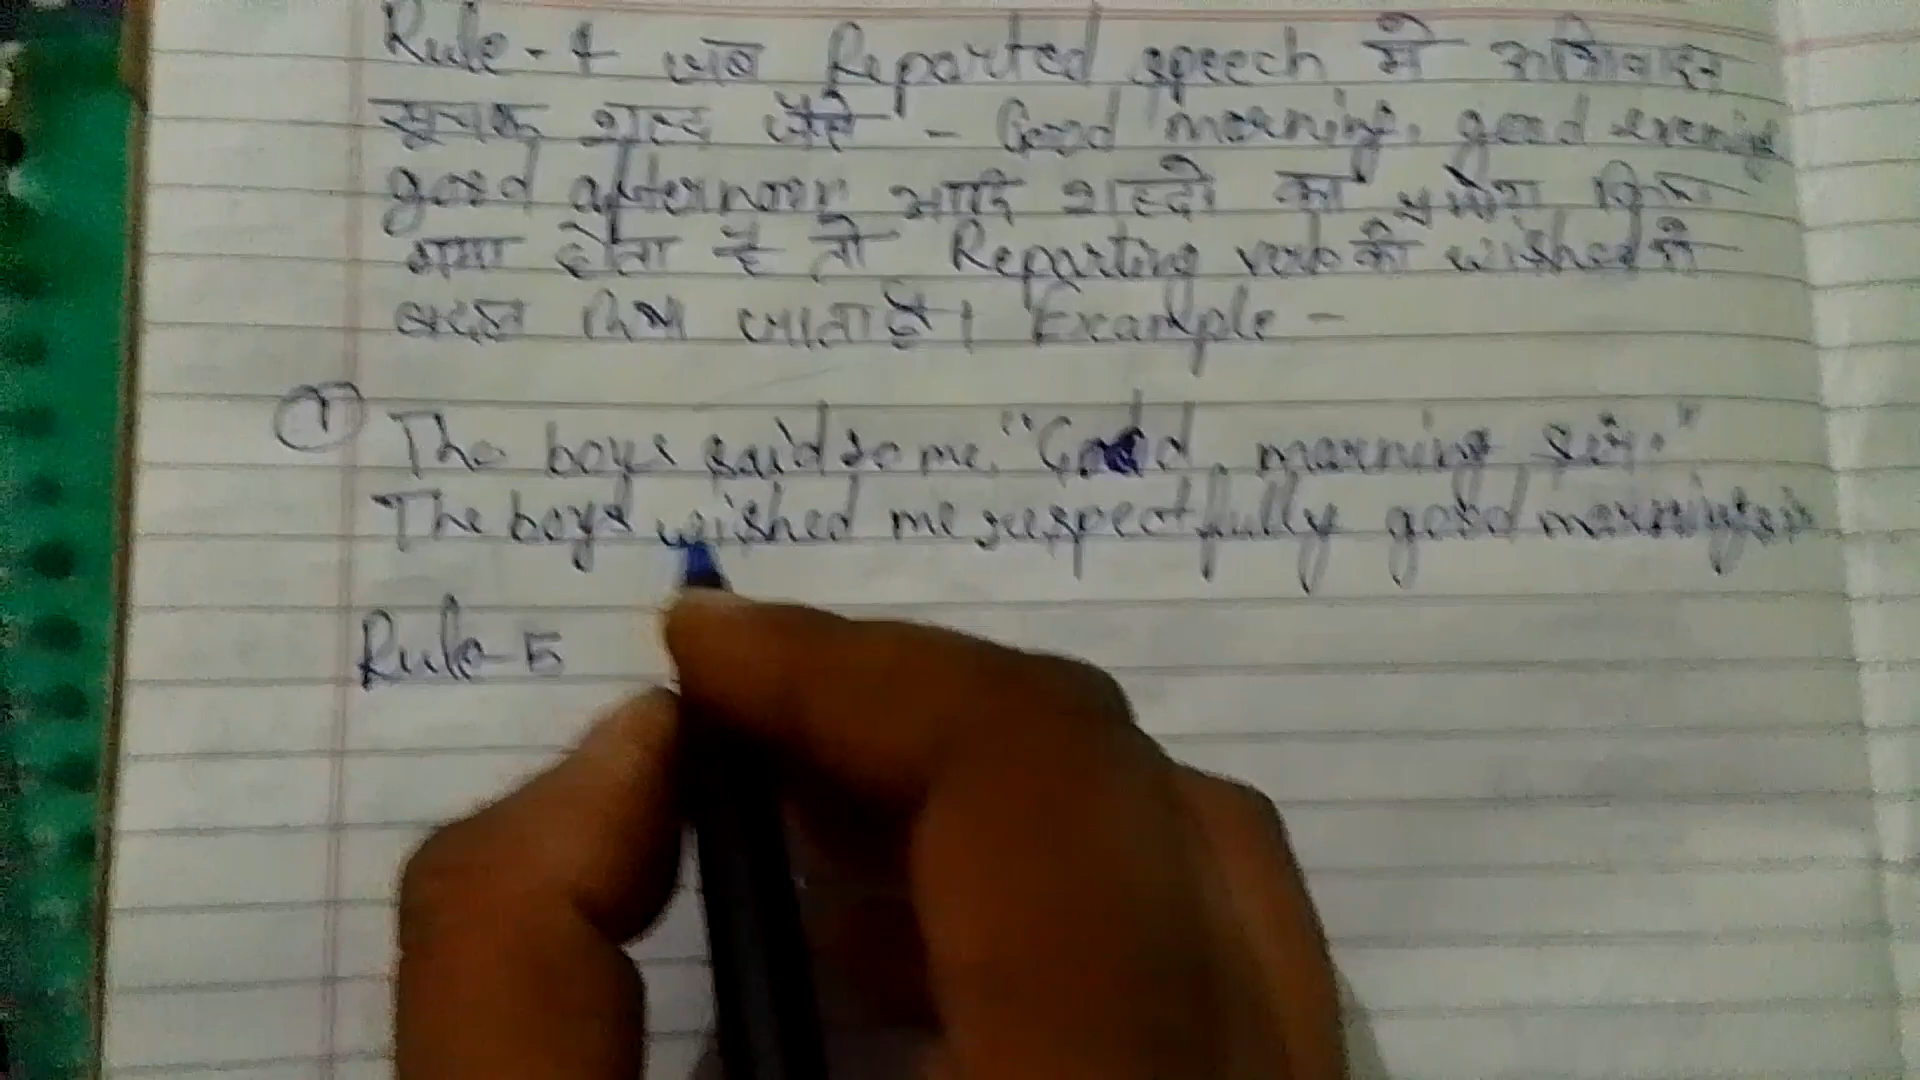 Rule-4 जब Reported speech में अभिवादन
सूचक शब्द जैसे - Good morning, good evening
good afternoon आदि शब्दो का प्रयोग किया
गया होता है तो Reporting verb को wished में
बदल दिया जाता है। Example -
① The boys said to me. "Good morning sir."
The boys wished me respectfully good morning
Rule-5